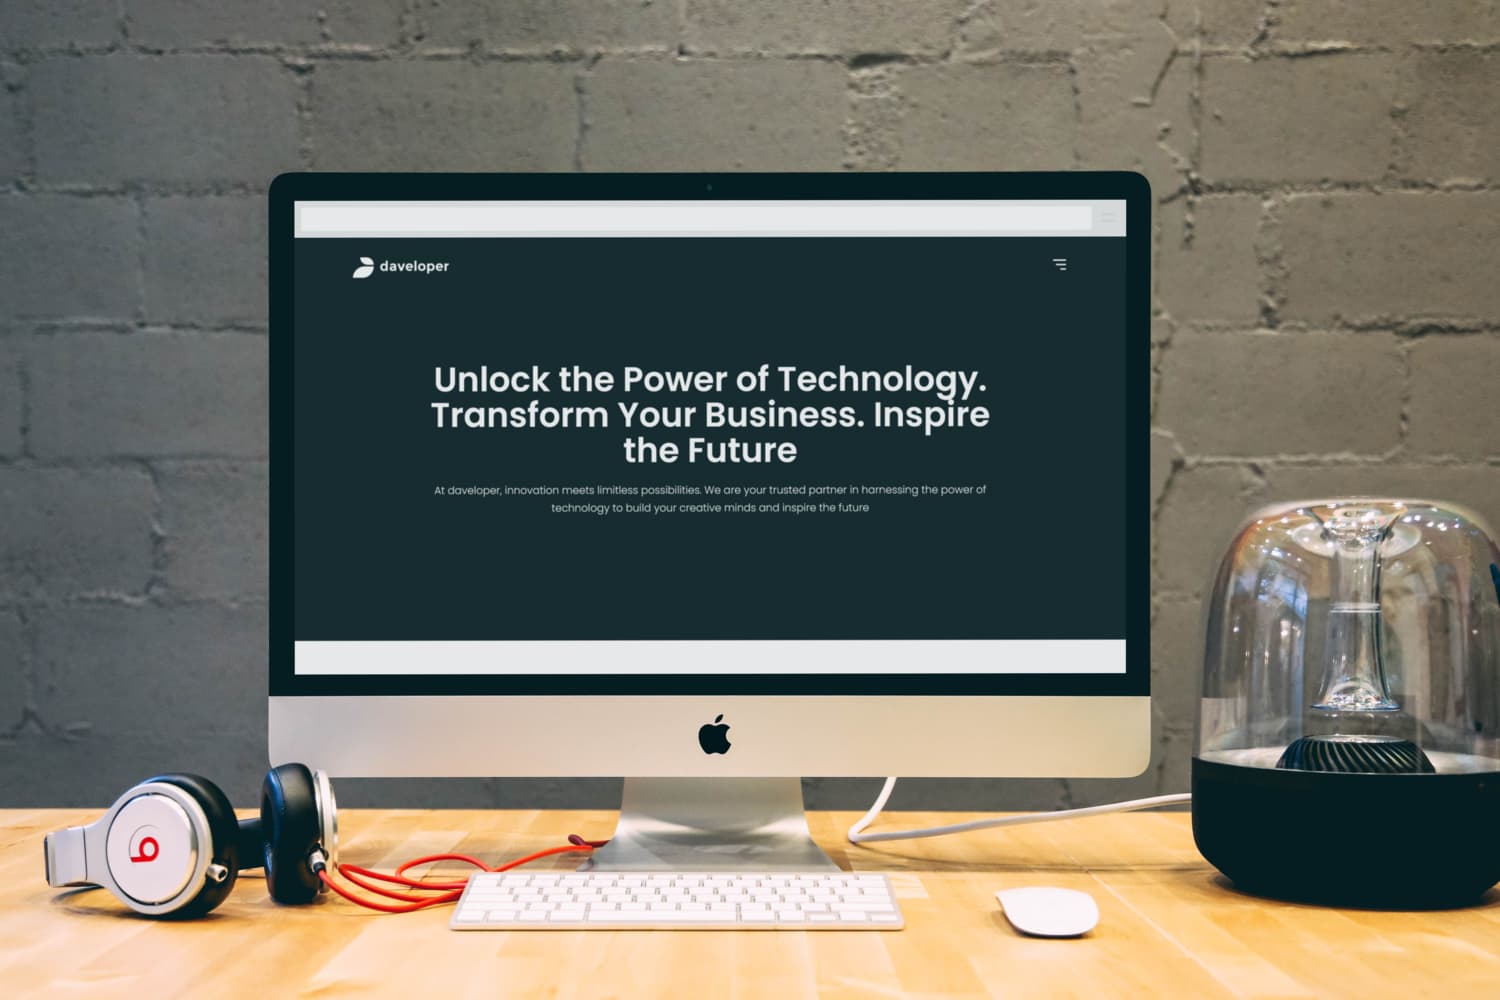 daveloper
Unlock the Power of Technology.
Transform Your Business. Inspire
the Future
At daveloper, innovation meets limitless possibilities. We are your trusted partner in harnessing the power of
technology to build your creative minds and inspire the future
b